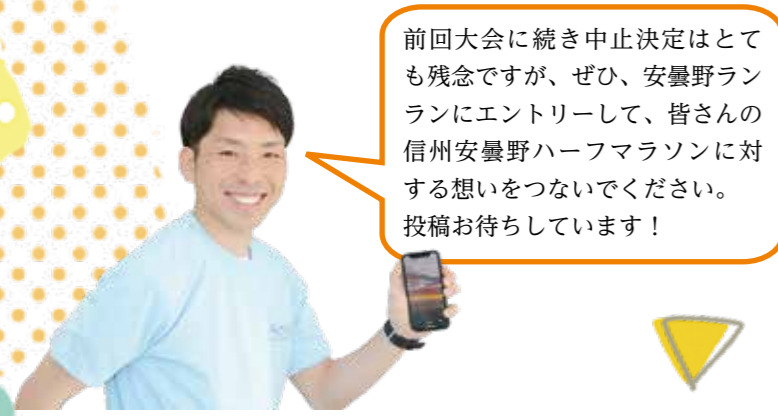 前回大会に続き中止決定はとて
も残念ですが、ぜひ、安曇野ラン
ランにエントリーして、皆さんの
信州安曇野ハーフマラソンに対
する想いをつないでください。
投稿お待ちしています！